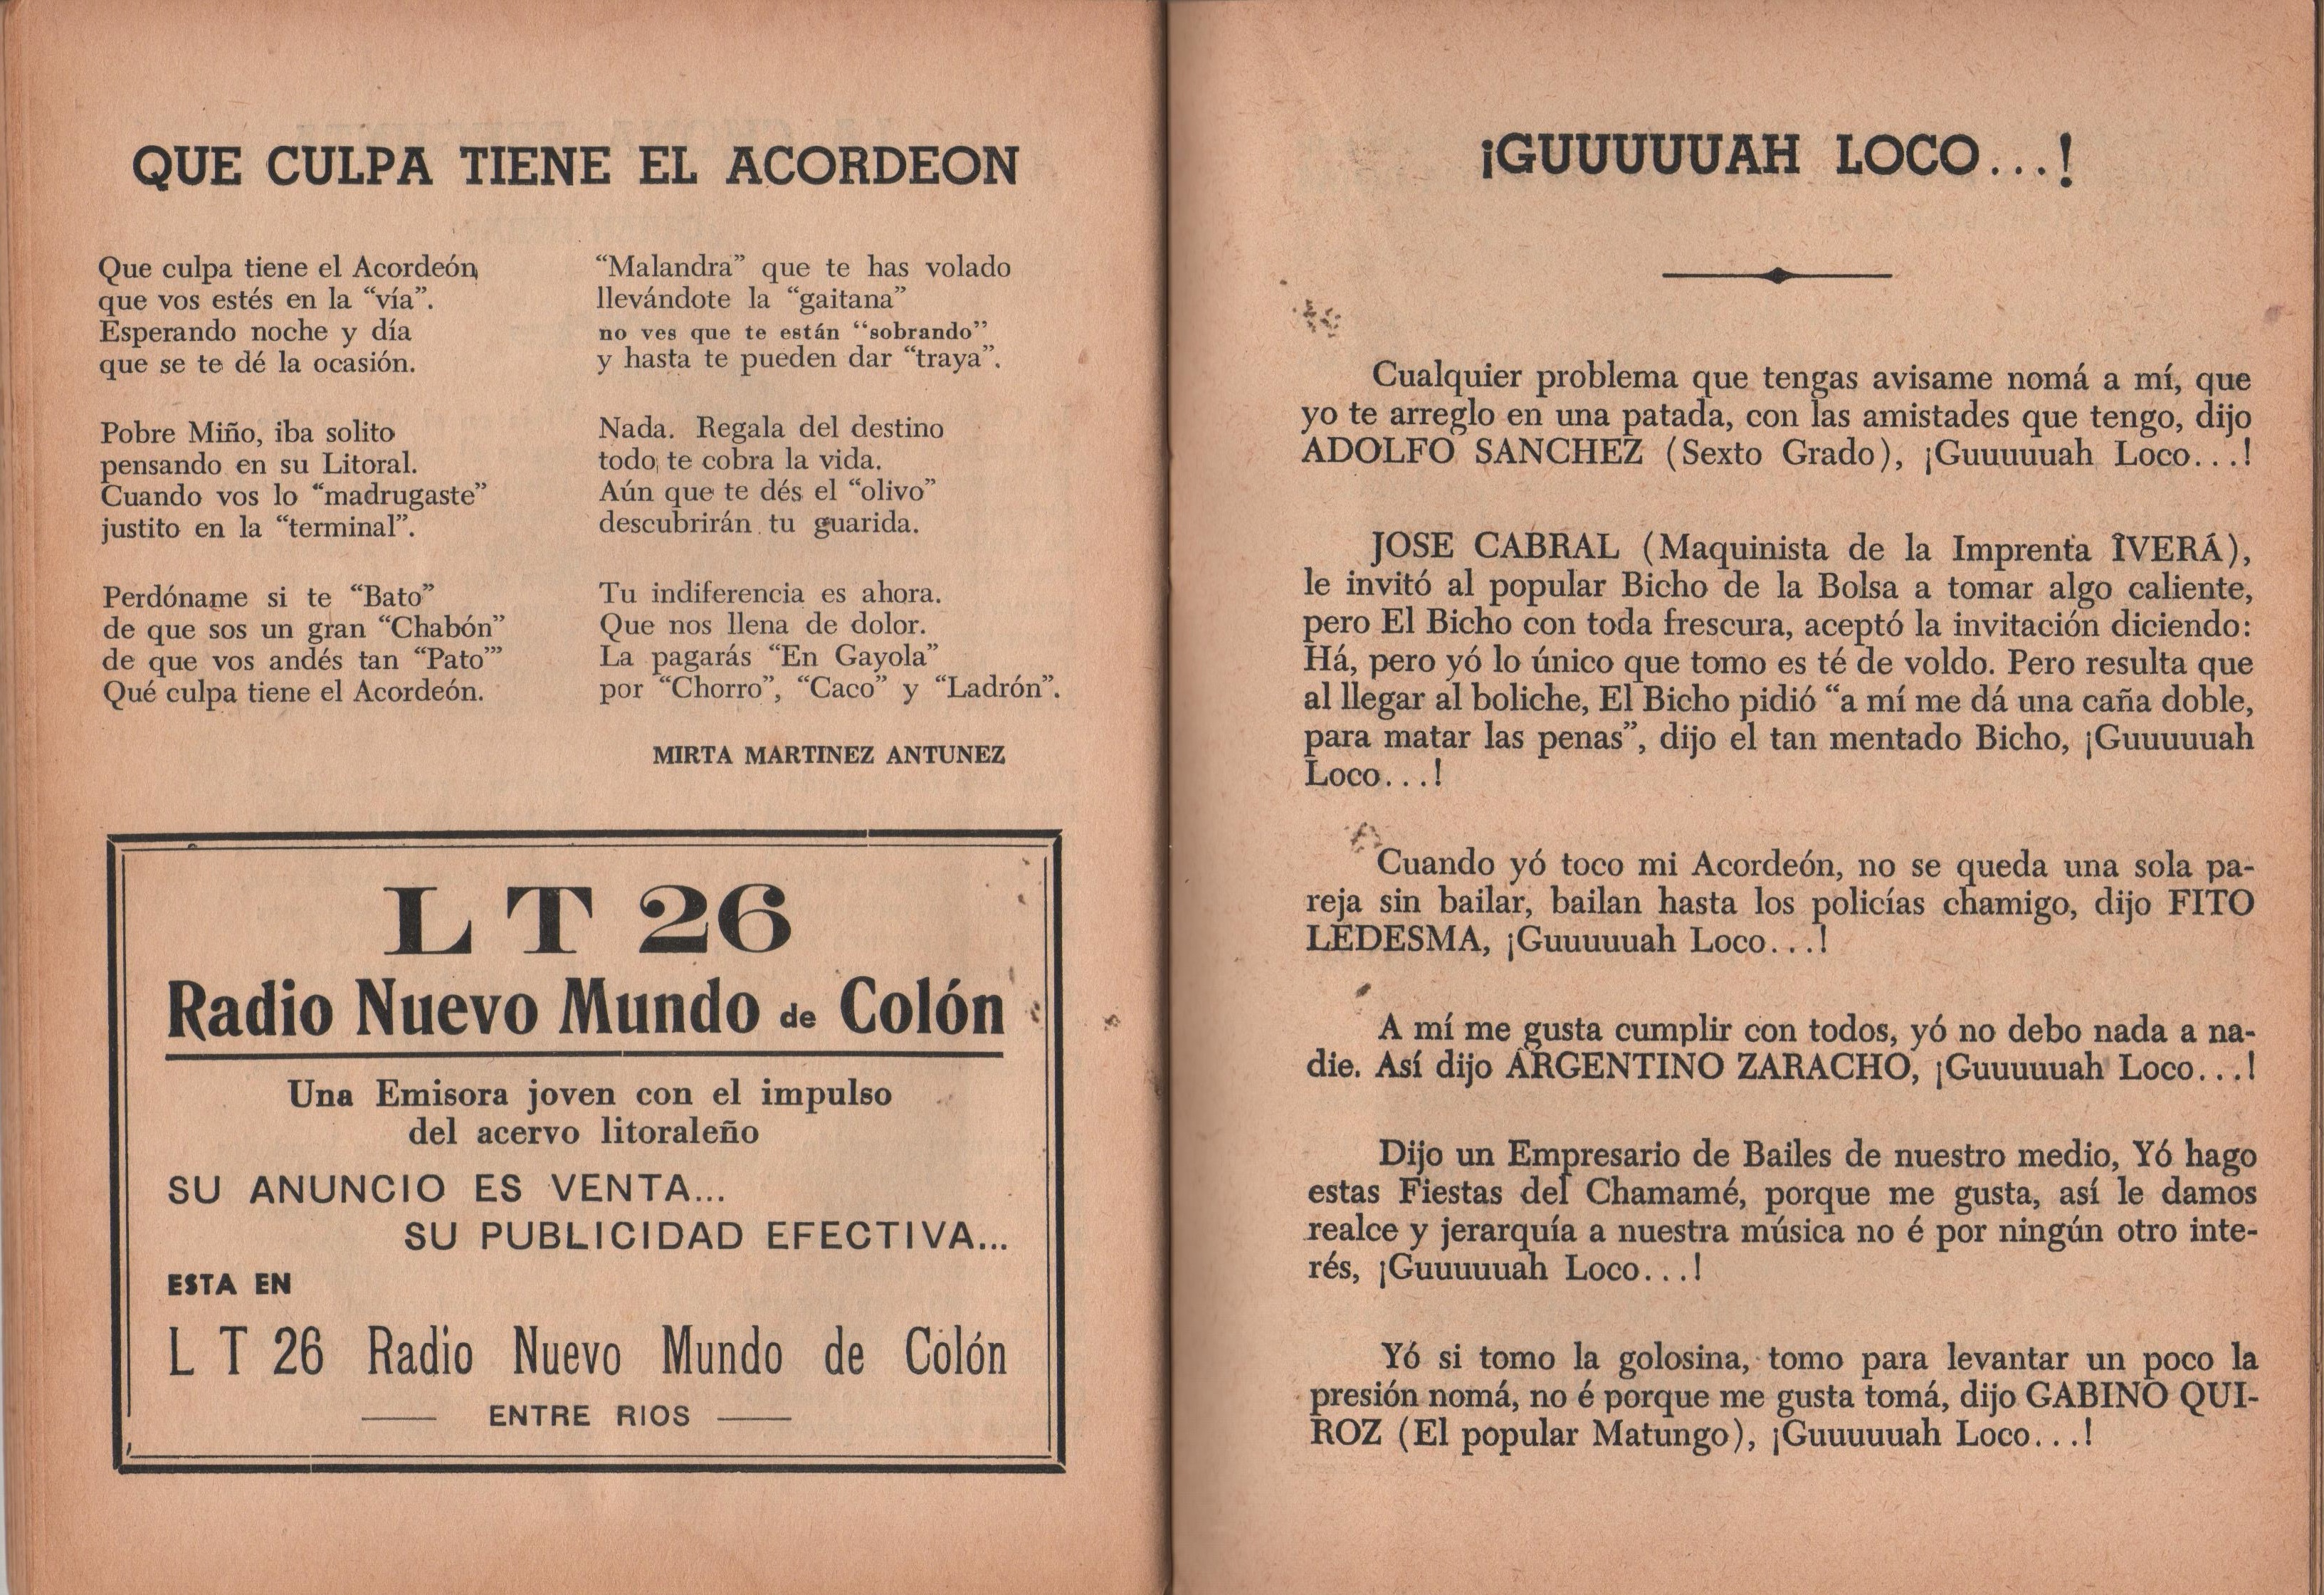 QUE CULPA TIENE EL ACORDEON
Que culpa tiene el Acordeón
que vos estés en la “vía”.
Esperando noche y día
que se te dé la ocasión.
Pobre Miño, iba solito
pensando en su Litoral.
Cuando vos lo “madrugaste”
justito en la “terminal”.
Perdóname si te “Bato”
de que sos un gran “Chabón”
de que vos andés tan “Pato”’
Qué culpa tiene el Acordeón.
“Malandra” que te has volado
llevándote la “gaitana”
no ves que te están “sobrando”
y hasta te pueden dar “traya”.
Nada. Regala del destino
todo te cobra la vida.
Aún que te dés el “olivo”
descubrirán tu guarida.
Tu indiferencia es ahora.
Que nos llena de dolor.
La pagarás “En Gayola”
por “Chorro”, “Caco” y “Ladrón”.
MIRTA MARTINEZ ANTUNEZ
L T 26
Radio Nuevo Mundo de Colón
Una Emisora joven con el impulso
del acervo litoraleño
SU ANUNCIO ES VENTA...
SU PUBLICIDAD EFECTIVA...
ESTA EN
L T 26 Radio Nuevo Mundo de Colón
ENTRE RIOS
¡GUUUUUAH LOCO...!
Cualquier problema que tengas avisame nomá a mí, que
yo te arreglo en una patada, con las amistades que tengo, dijo
ADOLFO SANCHEZ (Sexto Grado), ¡Guuuuuah Loco...!
JOSE CABRAL (Maquinista de la Imprenta ÎVERÁ),
le invitó al popular Bicho de la Bolsa a tomar algo caliente,
pero El Bicho con toda frescura, aceptó la invitación diciendo:
Há, pero yó lo único que tomo es té de voldo. Pero resulta que
al llegar al boliche, El Bicho pidió “a mí me dá una caña doble,
para matar las penas”, dijo el tan mentado Bicho, ¡Guuuuuah
Loco...!
Cuando yó toco mi Acordeón, no se queda una sola pa-
reja sin bailar, bailan hasta los policías chamigo, dijo FITO
LEDESMA, ¡Guuuuuah Loco...!
A mí me gusta cumplir con todos, yó no debo nada a na-
die. Así dijo ARGENTINO ZARACHO, ¡Guuuuuah Loco...!
Dijo un Empresario de Bailes de nuestro medio, Yó hago
estas Fiestas del Chamamé, porque me gusta, así le damos
realce y jerarquía a nuestra música no é por ningún otro inte-
rés, ¡Guuuuuah Loco...!
Yó si tomo la golosina, tomo para levantar un poco la
presión nomá, no é porque me gusta tomá, dijo GABINO QUI-
ROZ (El popular Matungo), ¡Guuuuuah Loco...!